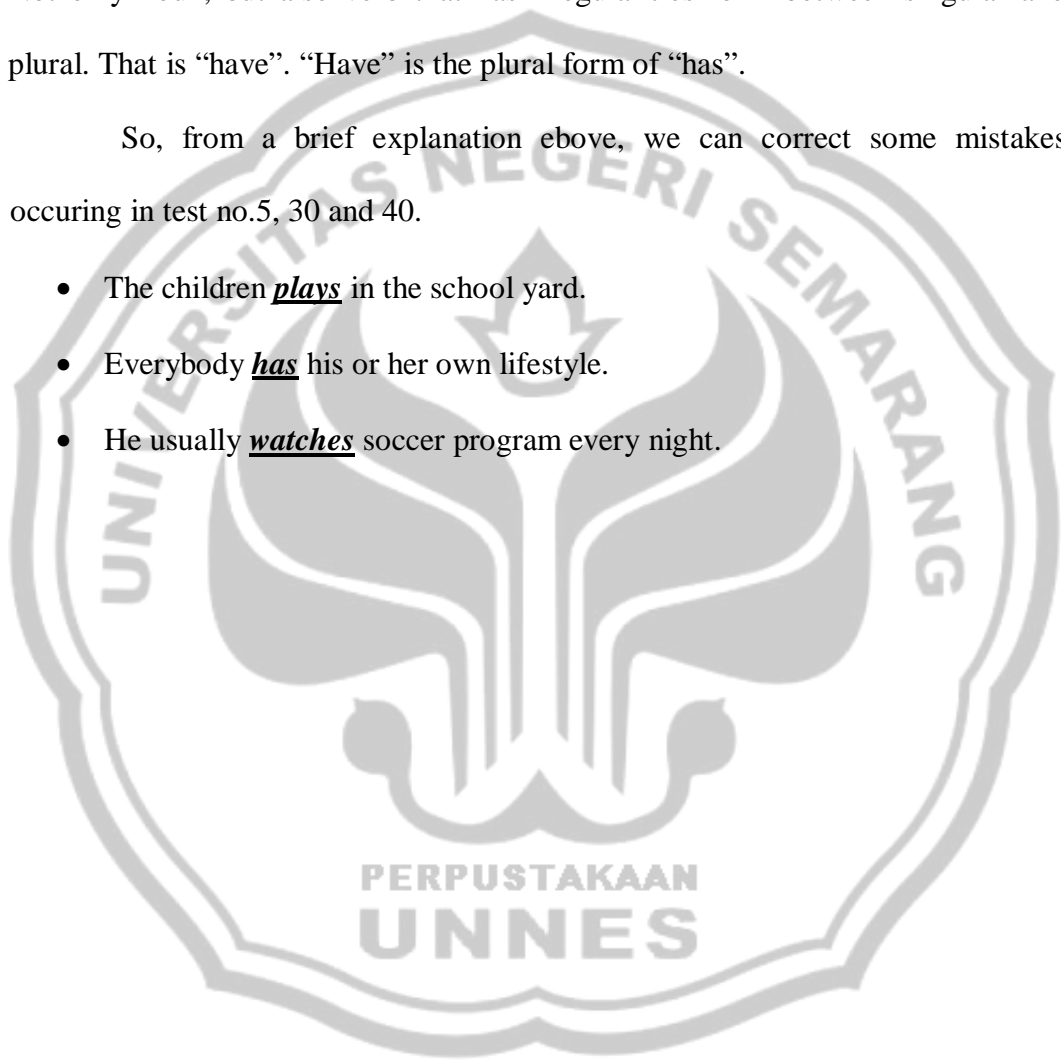 plural. That is “have”. “Have” is the plural form of “has”.
So, from a brief explanation ebove, we can correct some mistakes
occuring in test no.5, 30 and 40.
• The children plays in the school yard.
• Everybody has his or her own lifestyle.
• He usually watches soccer program every night.
UNIVERSITAS NEGERI SEMARANG
PERPUSTAKAAN
UNNES